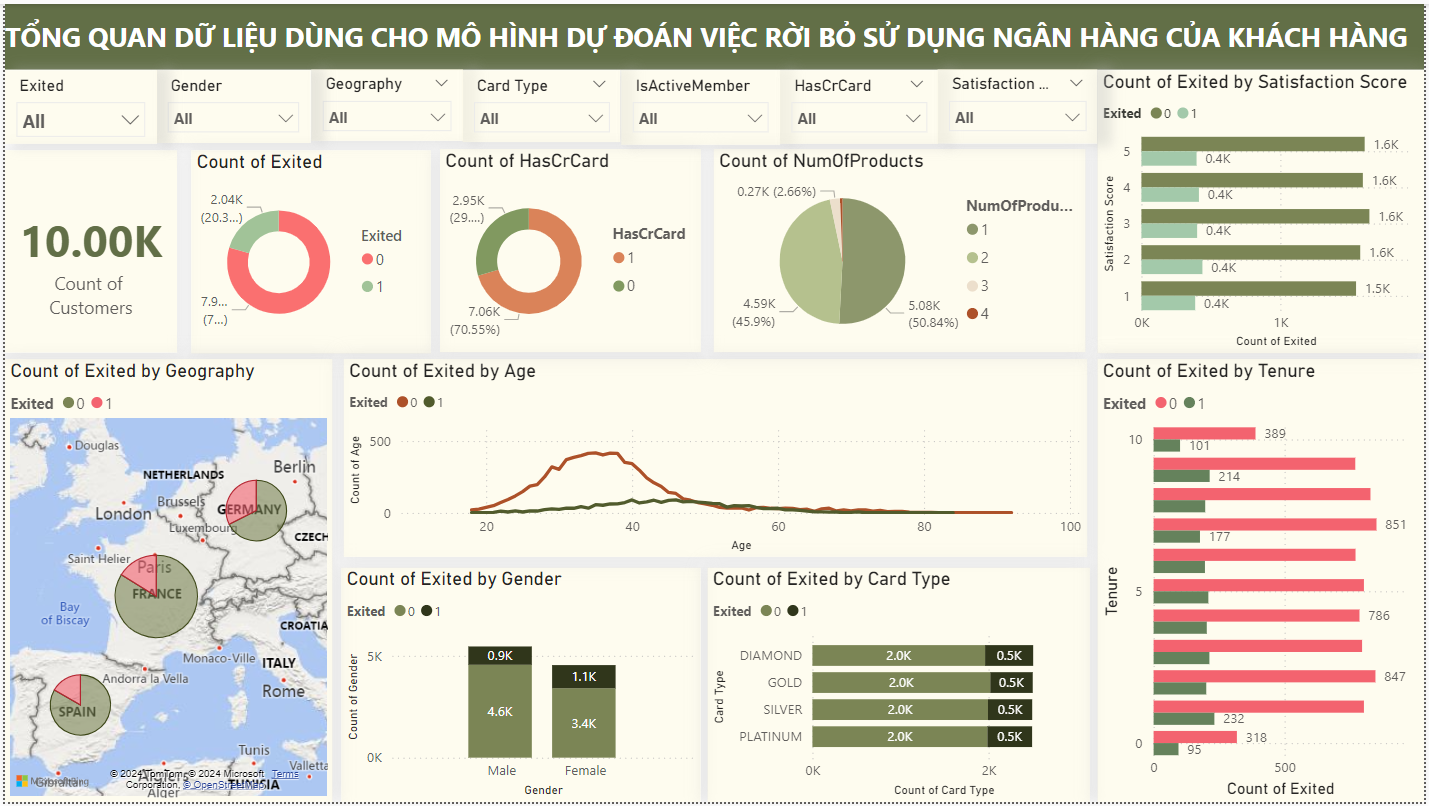 TỔNG QUAN DỮ LIỆU DÙNG CHO MÔ HÌNH DỰ ĐOÁN VIỆC RỜI BỎ SỬ DỤNG NGÂN HÀNG CỦA KHÁCH HÀNG
Exited
All
Gender
All
Geography
All
Card Type
All
IsActiveMember
All
HasCrCard
All
Satisfaction ...
All
10.00K
Count of
Customers
Count of Exited
2.04K
(20.3...)
7.9...
(7...)
Exited
0
1
Count of HasCrCard
2.95K
(29....)
7.06K
(70.55%)
HasCrCard
1
0
Count of NumOfProducts
0.27K (2.66%)
4.59K
(45.9%)
5.08K
(50.84%)
NumOfProdu...
1
2
3
4
Count of Exited by Satisfaction Score
Exited 0 1
Satisfaction Score
5 1.6K
0.4K
4 1.6K
0.4K
3 1.6K
0.4K
2 1.6K
0.4K
1 1.5K
0.4K
0K 1K
Count of Exited
Count of Exited by Geography
Exited 0 1
Douglas
NETHERLANDS
Berlin
London
Brussels
GERMANY
Luxembourg
CZECH
Saint Helier
Paris
FRANCE
Bay
of Biscay
CROATIA
Monaco-Ville
ITALY
Andorra la Vella
Rome
SPAIN
Tunis
Valletta
Gibraltar
Algier
TUNISIA
© 2024 TomTom, © 2024 Microsoft Corporation, © OpenStreetMap Terms
Count of Exited by Age
Exited 0 1
Count of Age
500
0
20 40 60 80 100
Age
Count of Exited by Gender
Exited 0 1
Count of Gender
5K
0K
0.9K
4.6K
1.1K
3.4K
Male Female
Gender
Count of Exited by Card Type
Exited 0 1
Card Type
DIAMOND 2.0K 0.5K
GOLD 2.0K 0.5K
SILVER 2.0K 0.5K
PLATINUM 2.0K 0.5K
0K 2K
Count of Card Type
Count of Exited by Tenure
Exited 0 1
Tenure
10 389
101
214
851
177
5
786
847
232
0 318
95
0 500
Count of Exited